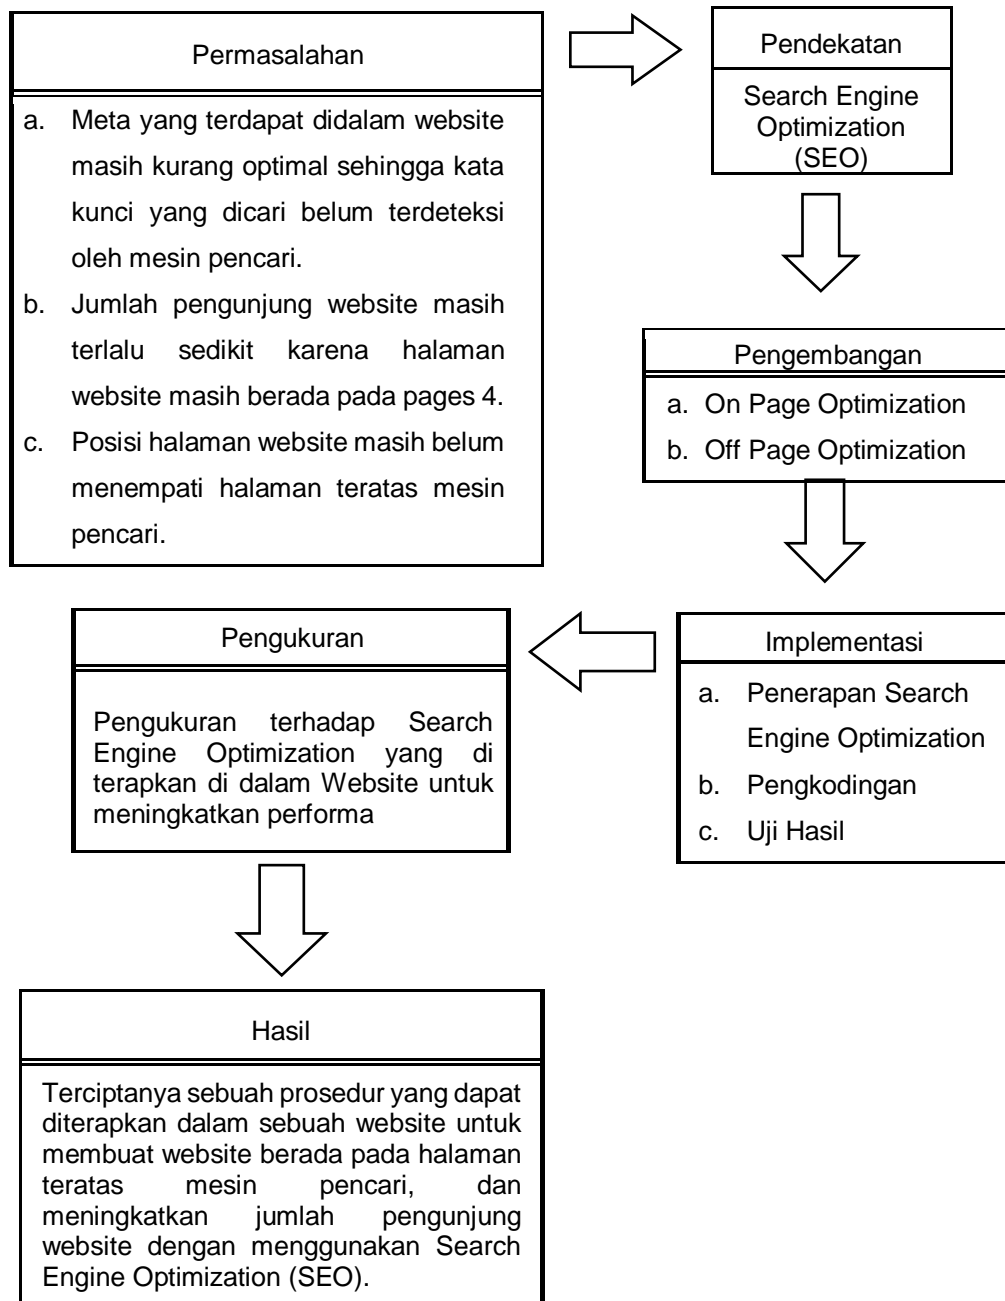 Permasalahan
a. Meta yang terdapat didalam website
masih kurang optimal sehingga kata
kunci yang dicari belum terdeteksi
oleh mesin pencari.
b. Jumlah pengunjung website masih
terlalu sedikit karena halaman
website masih berada pada pages 4.
c. Posisi halaman website masih belum
menempati halaman teratas mesin
pencari.
Pendekatan
Search Engine
Optimization
(SEO)
Pengembangan
a. On Page Optimization
b. Off Page Optimization
Implementasi
a. Penerapan Search
Engine Optimization
b. Pengkodingan
c. Uji Hasil
Pengukuran
Pengukuran terhadap Search
Engine Optimization yang di
terapkan di dalam Website untuk
meningkatkan performa
Hasil
Terciptanya sebuah prosedur yang dapat
diterapkan dalam sebuah website untuk
membuat website berada pada halaman
teratas mesin pencari, dan
meningkatkan jumlah pengunjung
website dengan menggunakan Search
Engine Optimization (SEO).